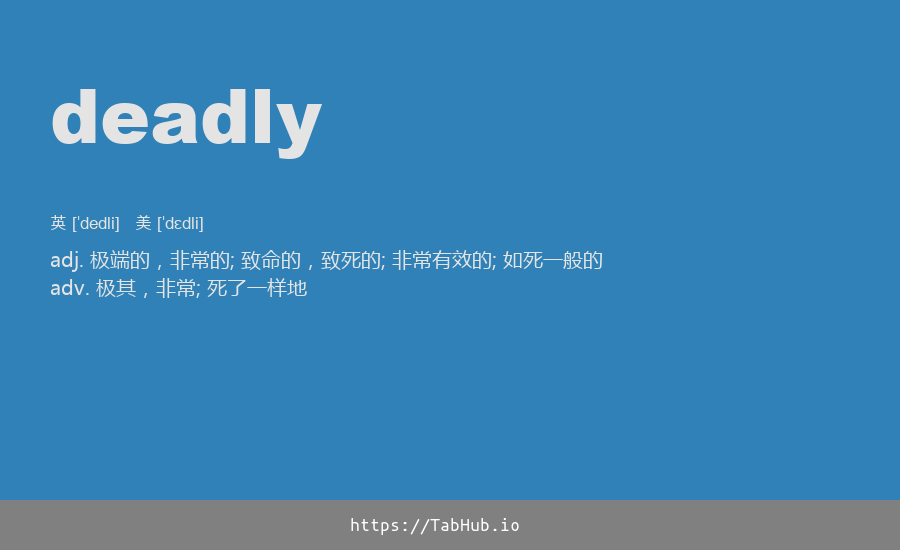 deadly
英 ['dedli] 美 ['dɛdli]
adj. 极端的，非常的; 致命的，致死的; 非常有效的; 如死一般的
adv. 极其，非常; 死了一样地
https://TabHub.io